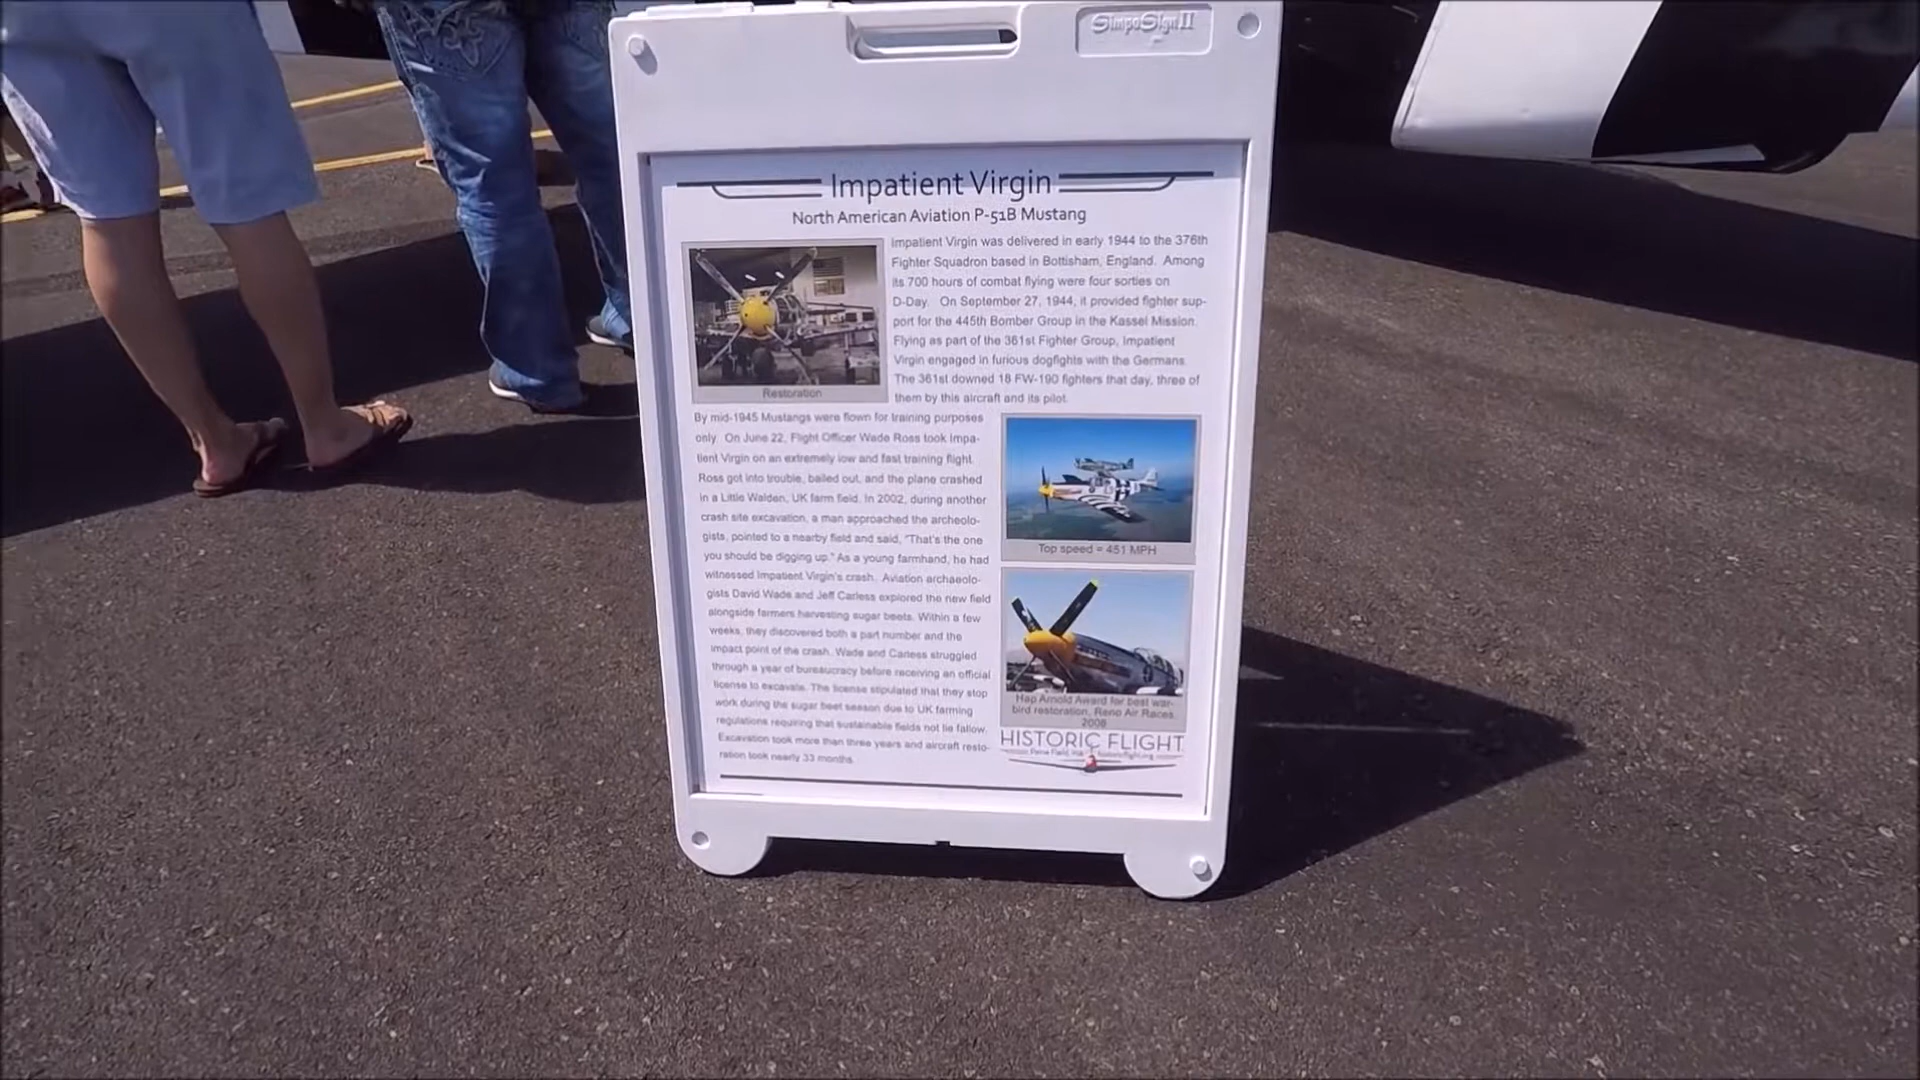 SimpoSign II
Impatient Virgin
North American Aviation P-51B Mustang
Impatient Virgin was delivered in early 1944 to the 376th
Fighter Squadron based in Bottisham, England. Among
its 700 hours of combat flying were four sorties on
D-Day. On September 27, 1944, it provided fighter sup-
port for the 445th Bomber Group in the Kassel Mission.
Flying as part of the 361st Fighter Group, Impatient
Virgin engaged in furious dogfights with the Germans.
The 361st downed 18 FW-190 fighters that day, three of
them by this aircraft and its pilot.
Restoration
By mid-1945 Mustangs were flown for training purposes
only. On June 22, Flight Officer Wade Ross took Impa-
tient Virgin on an extremely low and fast training flight.
Ross got into trouble, bailed out, and the plane crashed
in a Little Walden, UK farm field. In 2002, during another
crash site excavation, a man approached the archeolo-
gists, pointed to a nearby field and said, "That's the one
you should be digging up." As a young farmhand, he had
witnessed Impatient Virgin's crash. Aviation archaeolo-
gists David Wade and Jeff Carless explored the new field
alongside farmers harvesting sugar beets. Within a few
weeks, they discovered both a part number and the
impact point of the crash. Wade and Carless struggled
through a year of bureaucracy before receiving an official
license to excavate. The license stipulated that they stop
work during the sugar beet season due to UK farming
regulations requiring that sustainable fields not lie fallow.
Excavation took more than three years and aircraft resto-
ration took nearly 33 months.
Top speed = 451 MPH
Hap Arnold Award for best war-
bird restoration, Reno Air Races,
2008
HISTORIC FLIGHT
Paine Field, WA